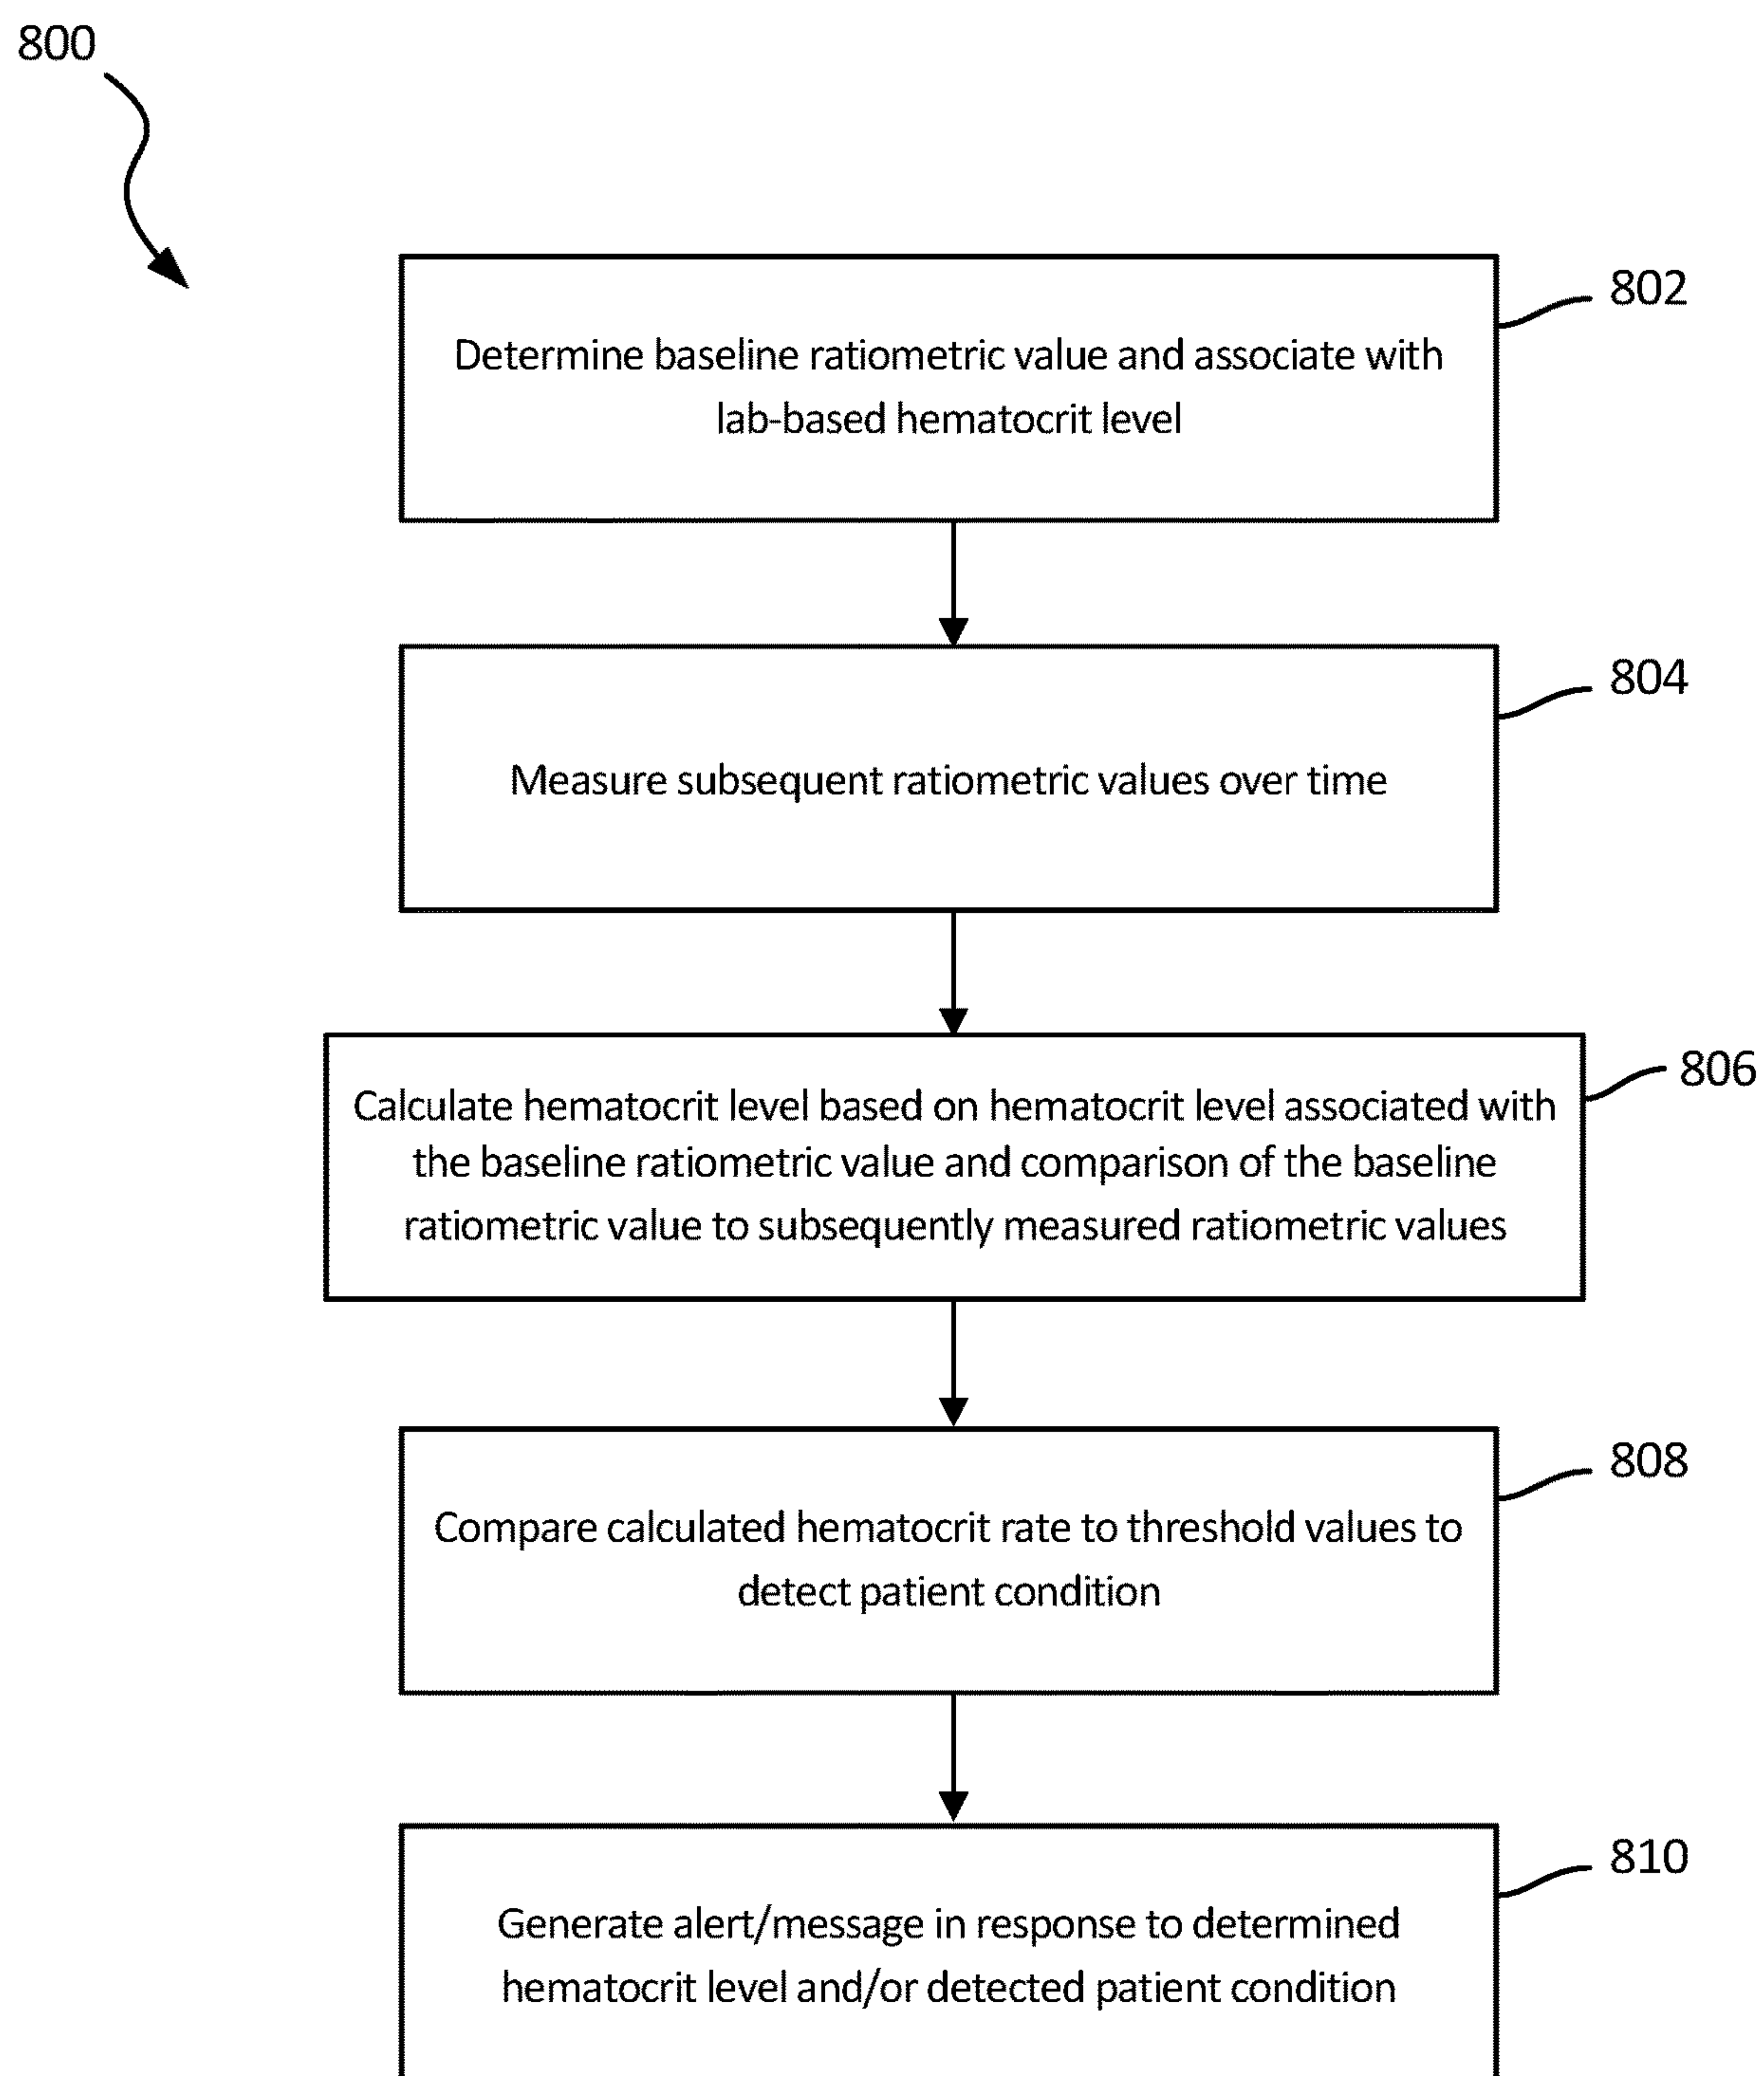 800
802
Determine baseline ratiometric value and associate with
lab-based hematocrit level
804
Measure subsequent ratiometric values over time
806
Calculate hematocrit level based on hematocrit level associated with
the baseline ratiometric value and comparison of the baseline
ratiometric value to subsequently measured ratiometric values
808
Compare calculated hematocrit rate to threshold values to
detect patient condition
810
Generate alert/message in response to determined
hematocrit level and/or detected patient condition